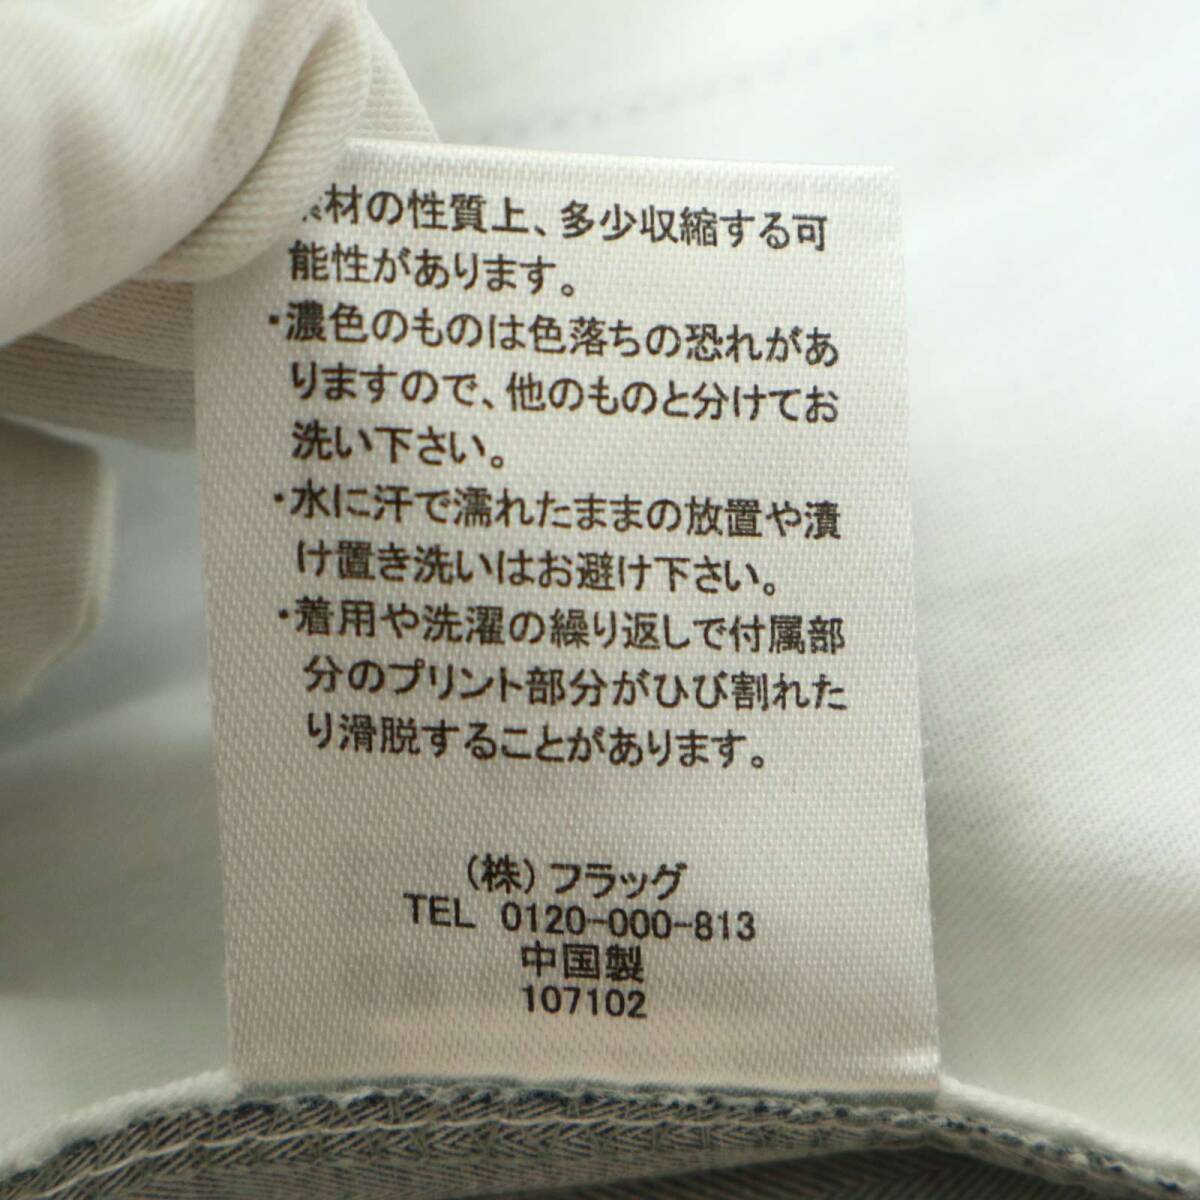 材の性質上、多少収縮する可
能性があります。
・濃色のものは色落ちの恐れがあ
りますので、他のものと分けてお
洗い下さい。
・水に汗で濡れたままの放置や漬
け置き洗いはお避け下さい。
・着用や洗濯の繰り返しで付属部
分のプリント部分がひび割れた
り滑脱することがあります。
(株)フラッグ
TEL 0120-000-813
中国製
107102